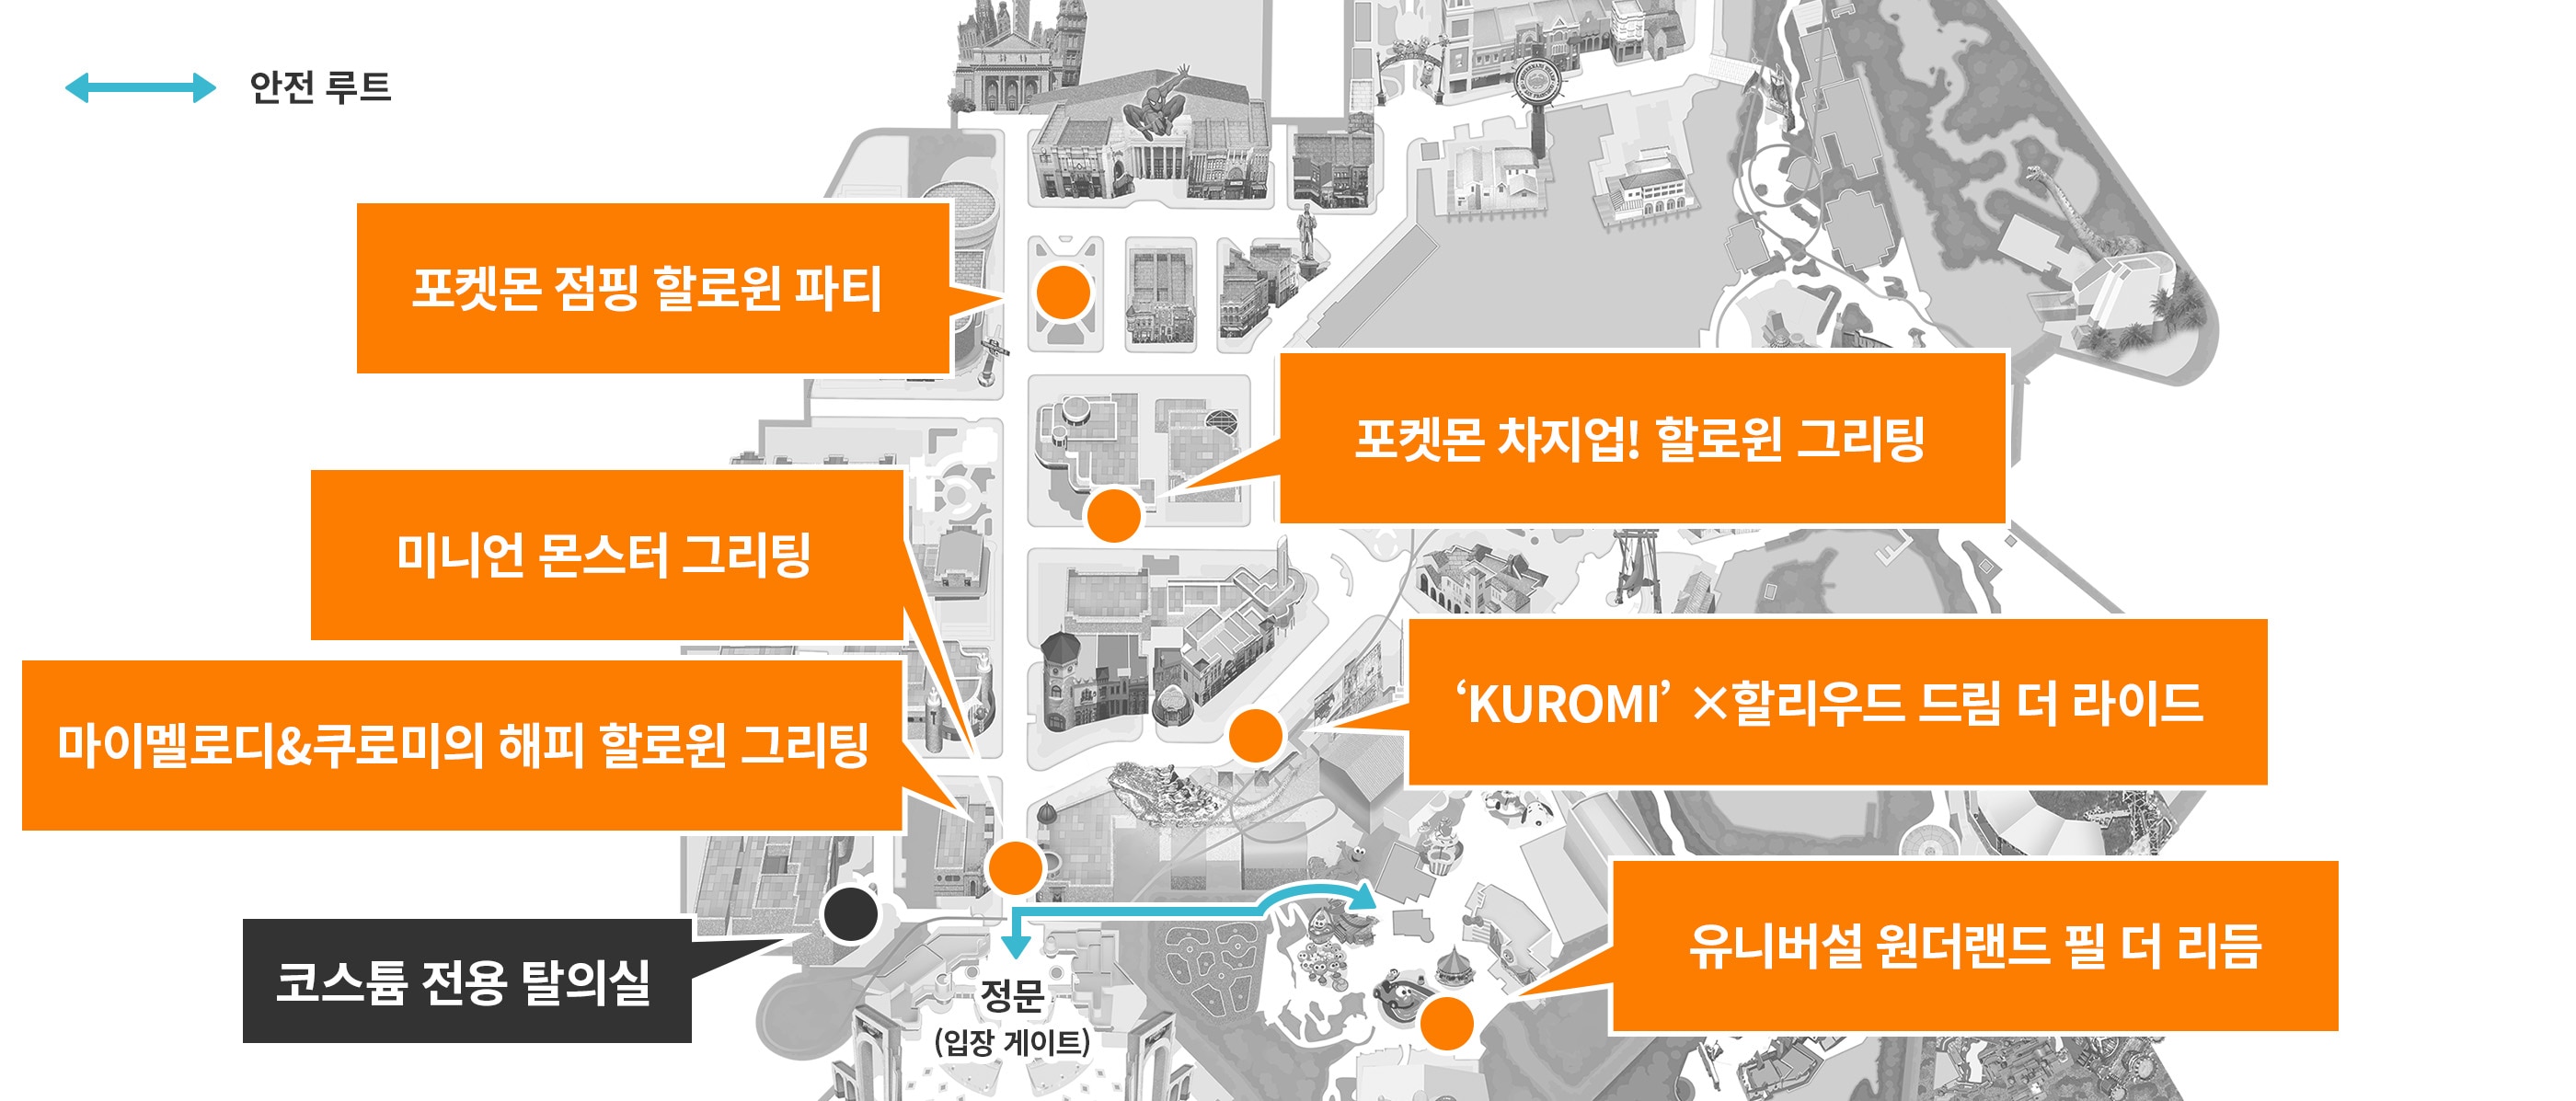 안전 루트
포켓몬 점핑 할로윈 파티
포켓몬 차지업! 할로윈 그리팅
미니언 몬스터 그리팅
‘KUROMI’ ×할리우드 드림 더 라이드
마이멜로디&쿠로미의 해피 할로윈 그리팅
유니버설 원더랜드 필 더 리듬
코스튬 전용 탈의실
정문
(입장 게이트)